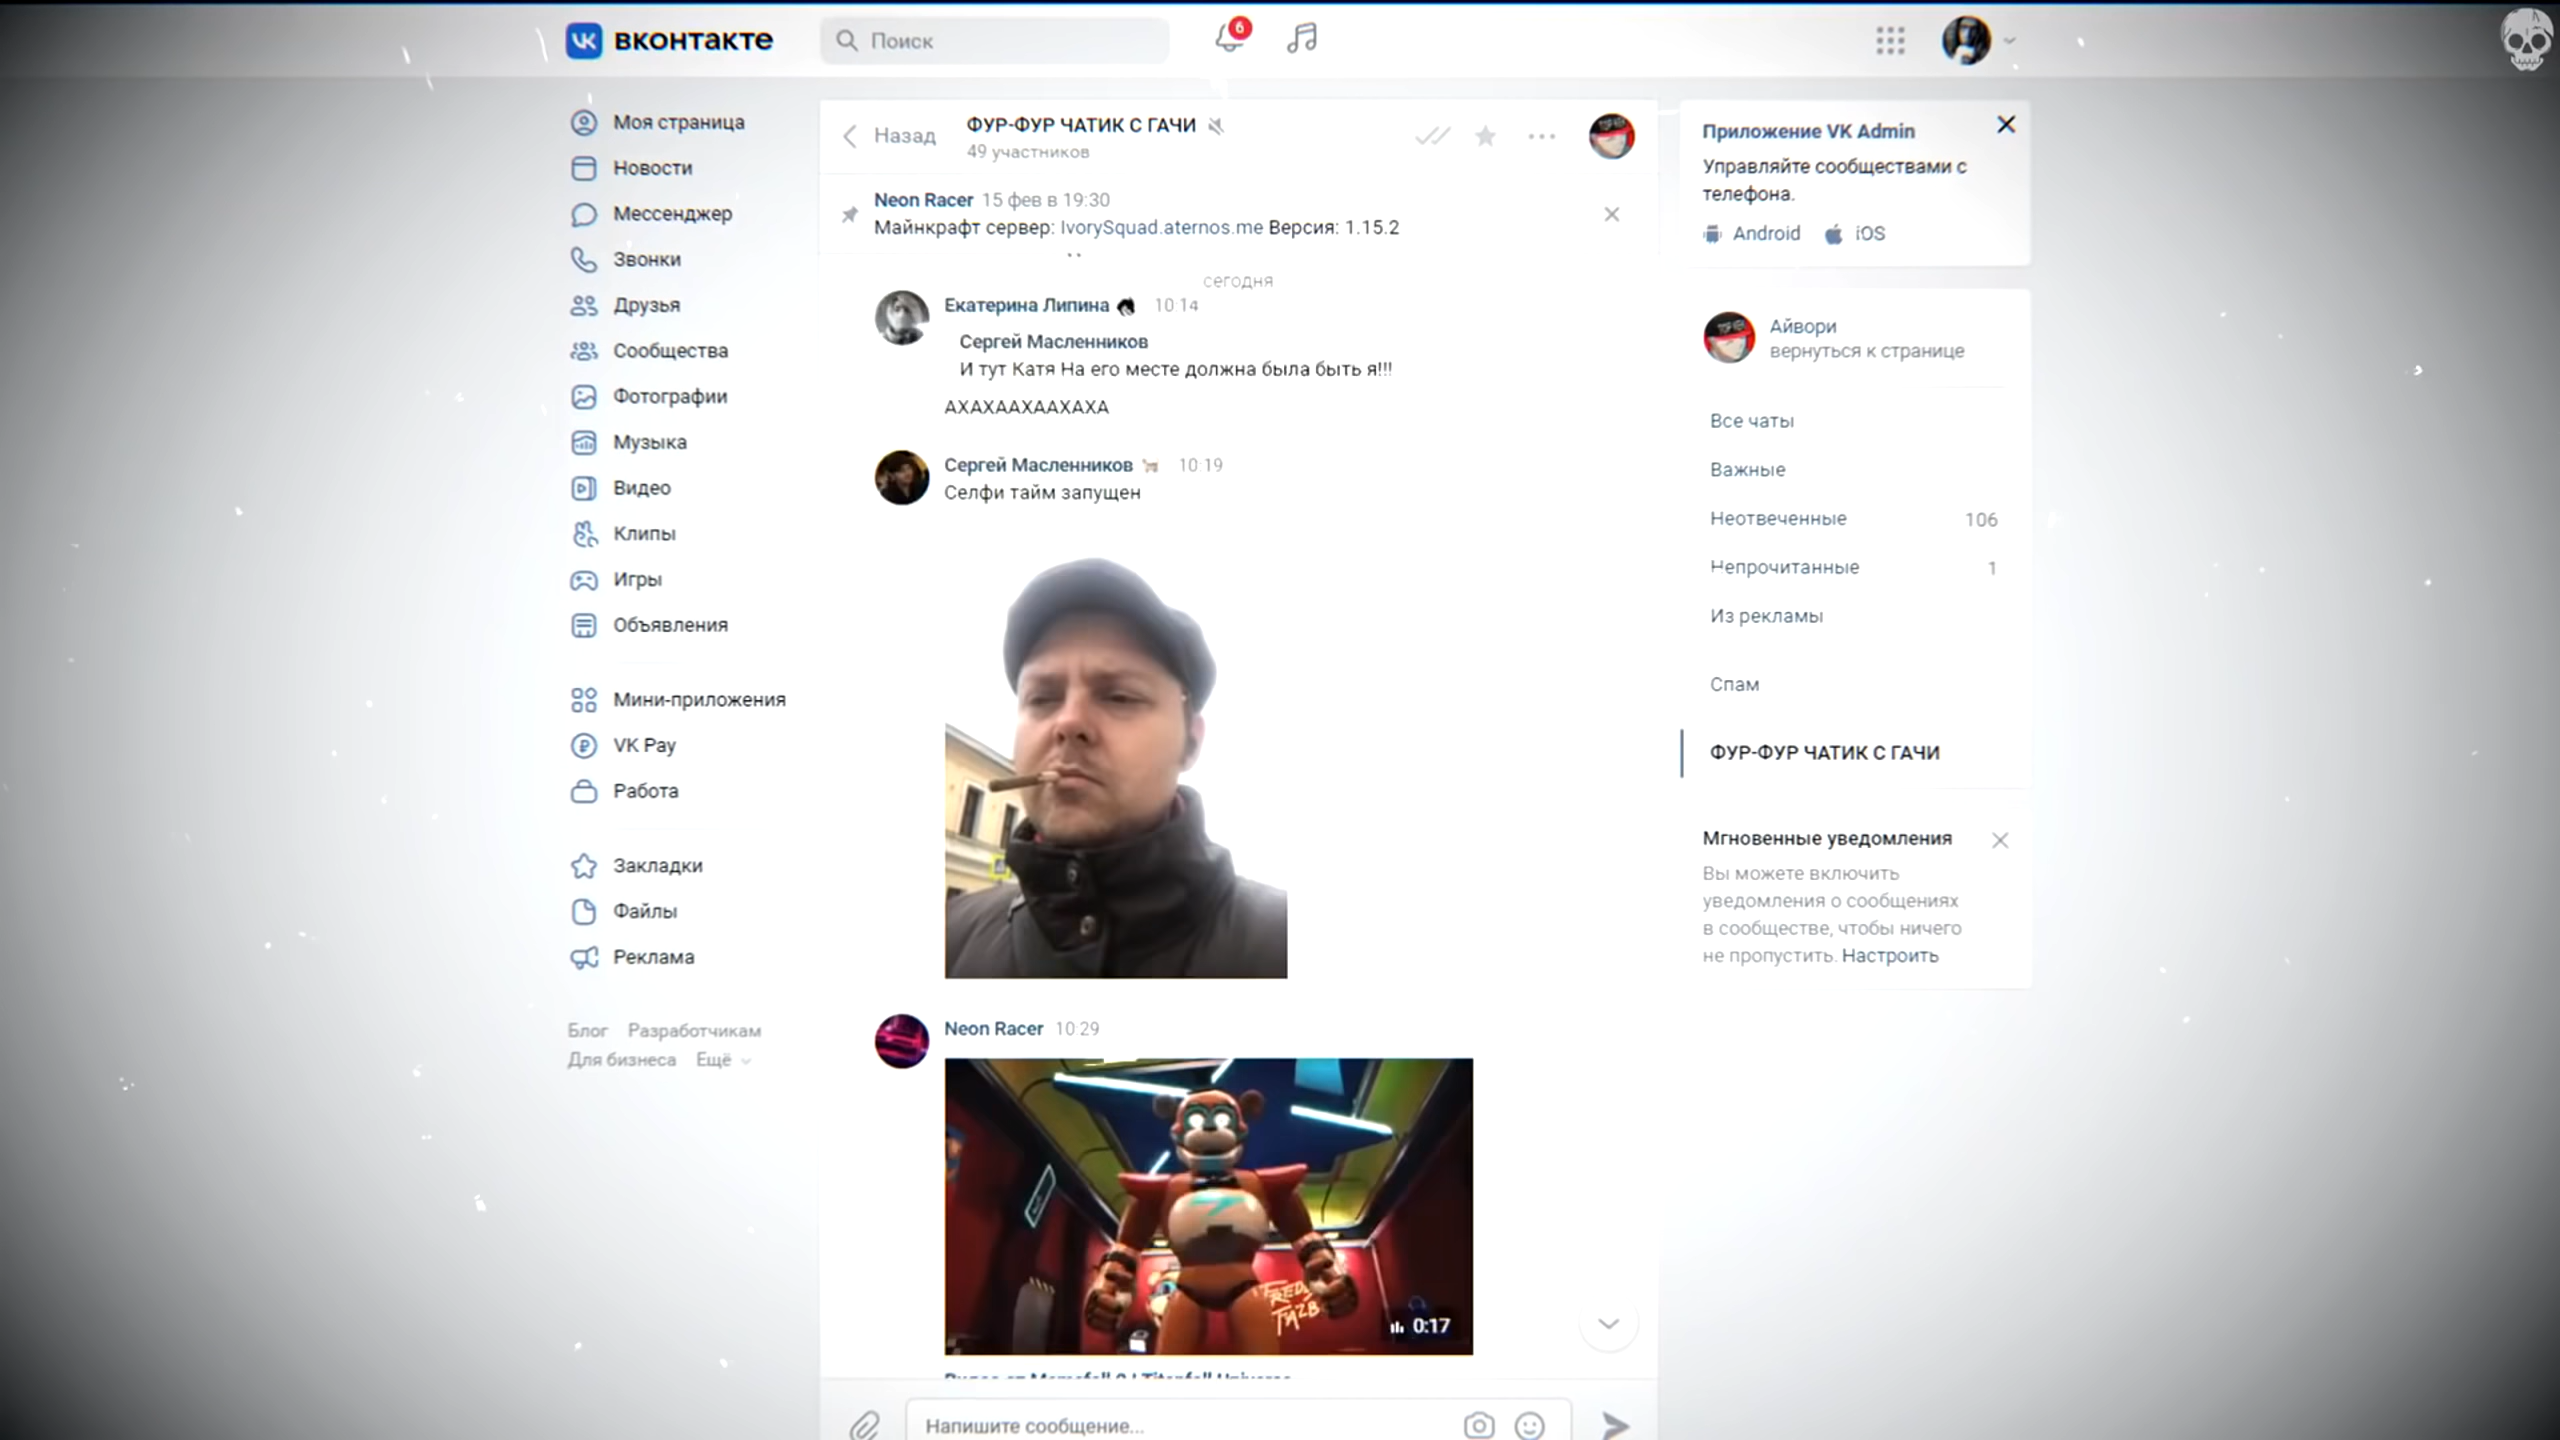 вконтакте
Поиск
6
Моя страница
Новости
Мессенджер
Звонки
Друзья
Сообщества
Фотографии
Музыка
Видео
Клипы
Игры
Объявления
Мини-приложения
VK Pay
Работа
Закладки
Файлы
Реклама
Блог Разработчикам
Для бизнеса Ещё
Назад
ФУР-ФУР ЧАТИК С ГАЧИ
49 участников
Neon Racer 15 фев в 19:30
Майнкрафт сервер: IvorySquad.aternos.me Версия: 1.15.2
сегодня
Екатерина Липина 10:14
Сергей Масленников
И тут Катя На его месте должна была быть я!!!
АХАХААХААХАХА
Сергей Масленников 10:19
Селфи тайм запущен
Neon Racer 10:29
0:17
Напишите сообщение...
Приложение VK Admin
Управляйте сообществами с
телефона.
Android iOS
Айвори
вернуться к странице
Все чаты
Важные
Неотвеченные 106
Непрочитанные 1
Из рекламы
Спам
ФУР-ФУР ЧАТИК С ГАЧИ
Мгновенные уведомления
Вы можете включить
уведомления о сообщениях
в сообществе, чтобы ничего
не пропустить. Настроить